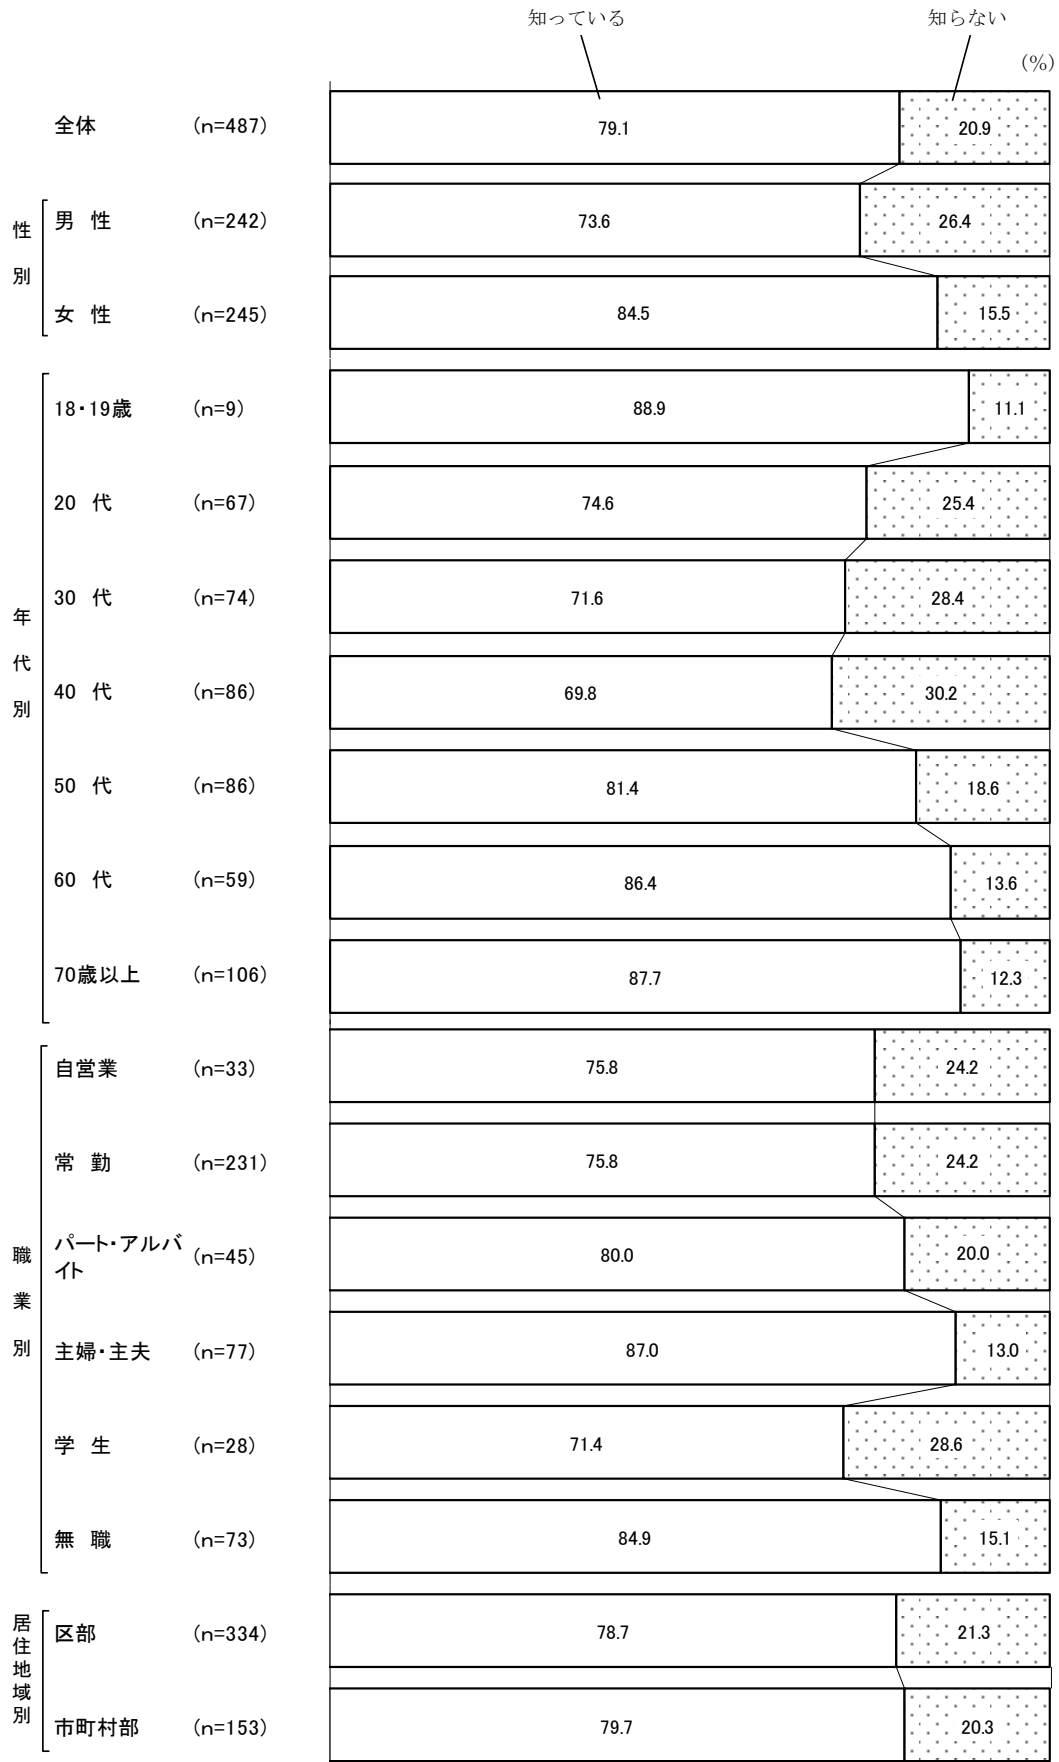 知っている 知らない
(%)
全体 (n=487) 79.1 20.9
性別
男 性 (n=242) 73.6 26.4
女 性 (n=245) 84.5 15.5
年代別
18・19歳 (n=9) 88.9 11.1
20 代 (n=67) 74.6 25.4
30 代 (n=74) 71.6 28.4
40 代 (n=86) 69.8 30.2
50 代 (n=86) 81.4 18.6
60 代 (n=59) 86.4 13.6
70歳以上 (n=106) 87.7 12.3
職業別
自営業 (n=33) 75.8 24.2
常 勤 (n=231) 75.8 24.2
パート・アルバ
イト (n=45) 80.0 20.0
主婦・主夫 (n=77) 87.0 13.0
学 生 (n=28) 71.4 28.6
無 職 (n=73) 84.9 15.1
居住地域別
区部 (n=334) 78.7 21.3
市町村部 (n=153) 79.7 20.3